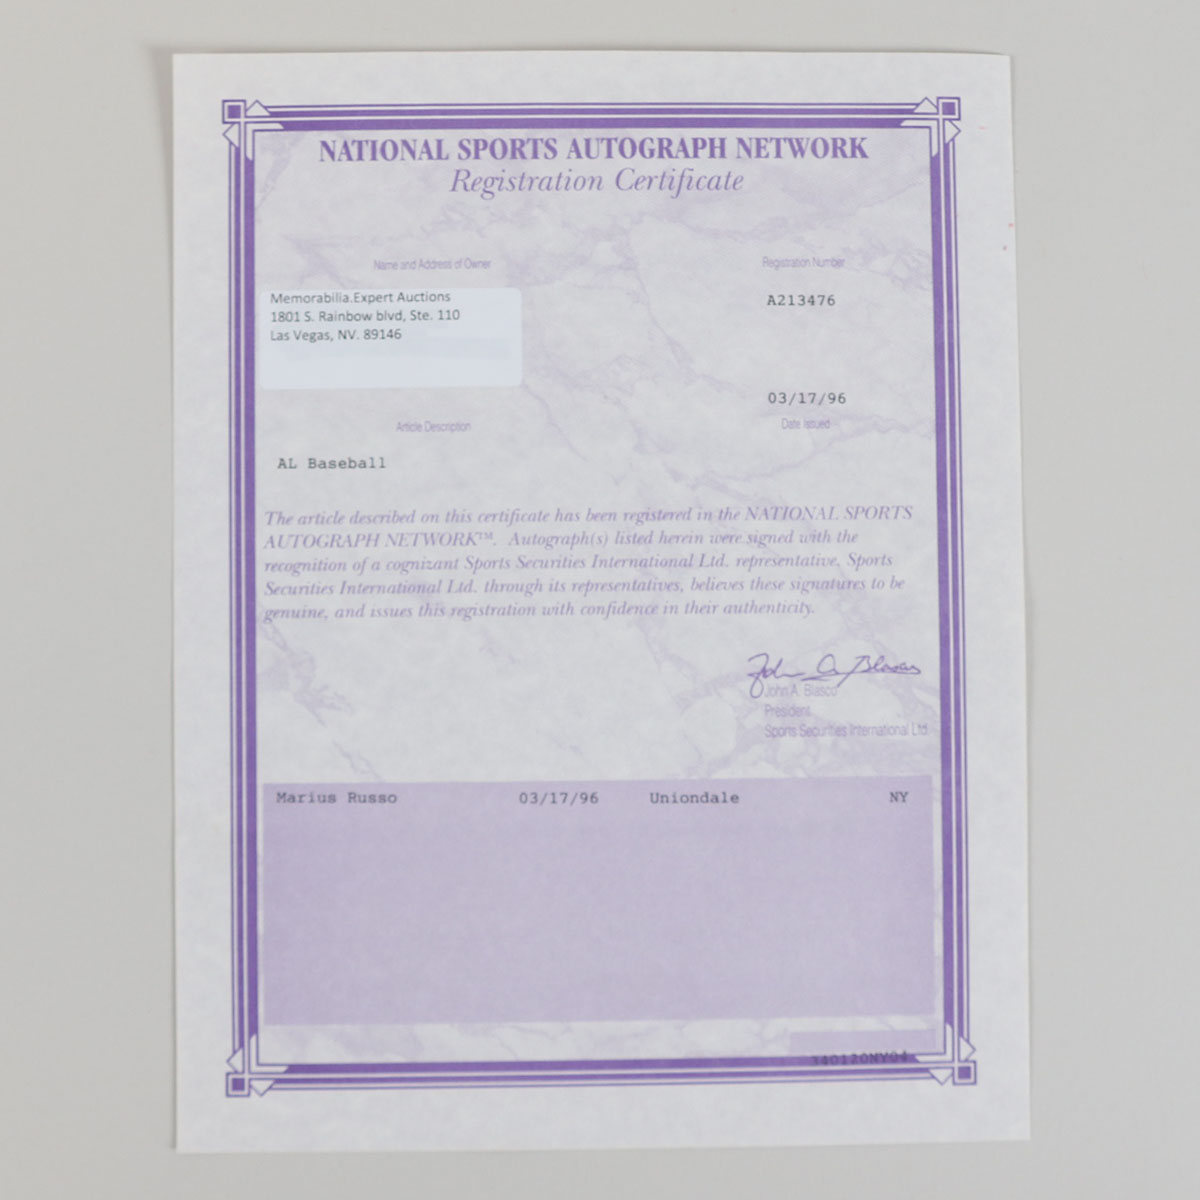 NATIONAL SPORTS AUTOGRAPH NETWORK
Registration Certificate
Name and Address of Owner
Registration Number
Memorabilia.Expert Auctions
1801 S. Rainbow blvd, Ste. 110
Las Vegas, NV. 89146
A213476
03/17/96
Date Issued
Article Description
AL Baseball
The article described on this certificate has been registered in the NATIONAL SPORTS
AUTOGRAPH NETWORK™. Autograph(s) listed herein were signed with the
recognition of a cognizant Sports Securities International Ltd. representative. Sports
Securities International Ltd. through its representatives, believes these signatures to be
genuine, and issues this registration with confidence in their authenticity.
John A. Blasco
John A. Blasco
President
Sports Securities International Ltd.
Marius Russo 03/17/96 Uniondale NY
340120NY04